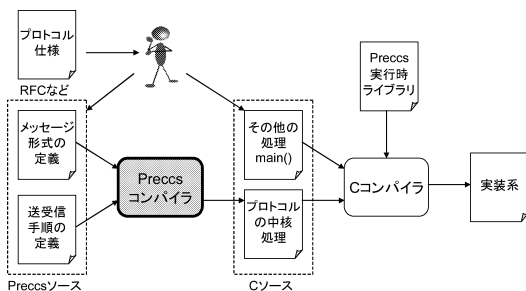 プロトコル
仕様
RFCなど
メッセージ
形式の
定義
送受信
手順の
定義
Preccsソース
Preccs
コンパイラ
その他の
処理
main()
プロトコル
の中核
処理
Cソース
Preccs
実行時
ライブラリ
Cコンパイラ
実装系